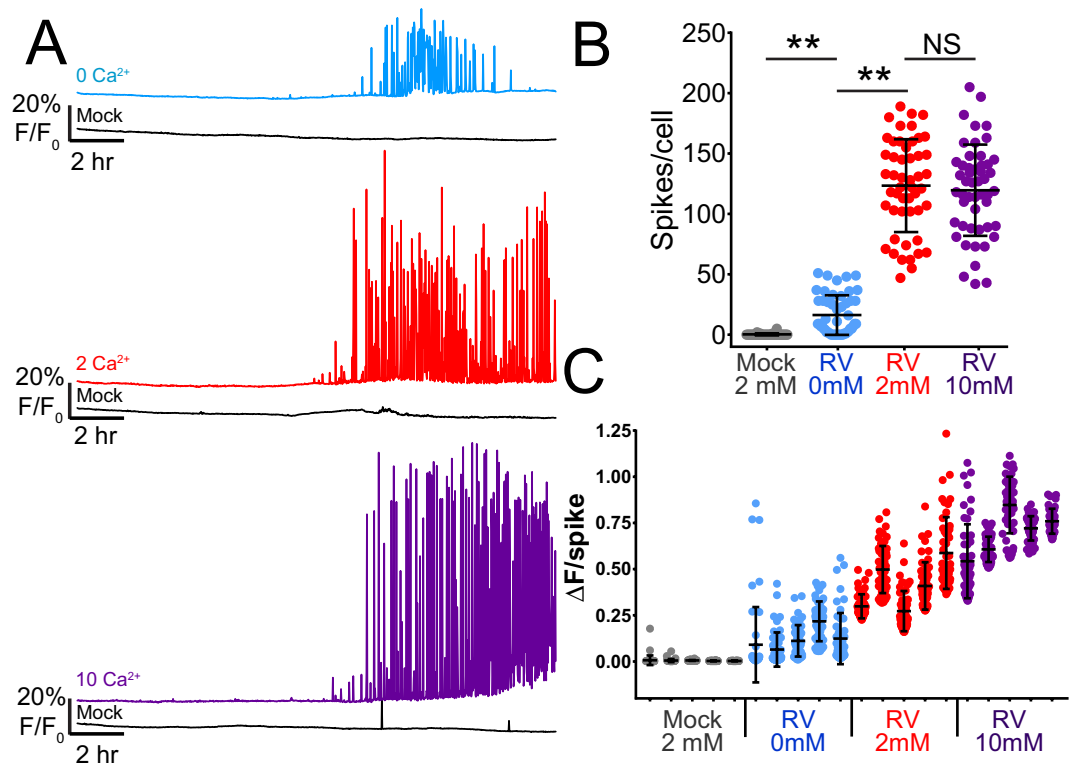 A
0 Ca²⁺
20%
F/F₀
Mock
2 hr
2 Ca²⁺
20%
F/F₀
Mock
2 hr
10 Ca²⁺
20%
F/F₀
Mock
2 hr
B
** NS
**
Spikes/cell
250
200
150
100
50
0
Mock RV RV RV
2 mM 0mM 2mM 10mM
C
ΔF/spike
1.25
1.00
0.75
0.50
0.25
0.00
Mock RV RV RV
2 mM 0mM 2mM 10mM